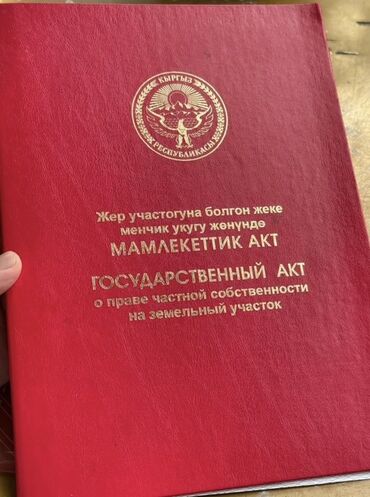 КЫРГЫЗ
РЕСПУБЛИКАСЫ
Жер участогуна болгон жеке
менчик укугу жөнүндө
МАМЛЕКЕТТИК АКТ
ГОСУДАРСТВЕННЫЙ АКТ
о праве частной собственности
на земельный участок